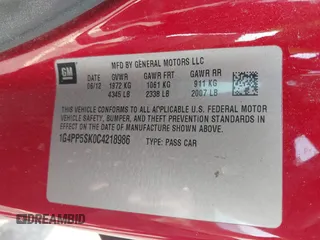 GM
MFD BY GENERAL MOTORS LLC
DATE GVWR GAWR FRT GAWR RR
06/12 1972 KG 1061 KG 911 KG
4345 LB 2338 LB 2007 LB
THIS VEHICLE CONFORMS TO ALL APPLICABLE U.S. FEDERAL MOTOR
VEHICLE SAFETY, BUMPER, AND THEFT PREVENTION STANDARDS IN
EFFECT ON THE DATE OF MANUFACTURE SHOWN ABOVE.
1G4PP5SK0C4218986 TYPE: PASS CAR
©AUTOBIDMASTER